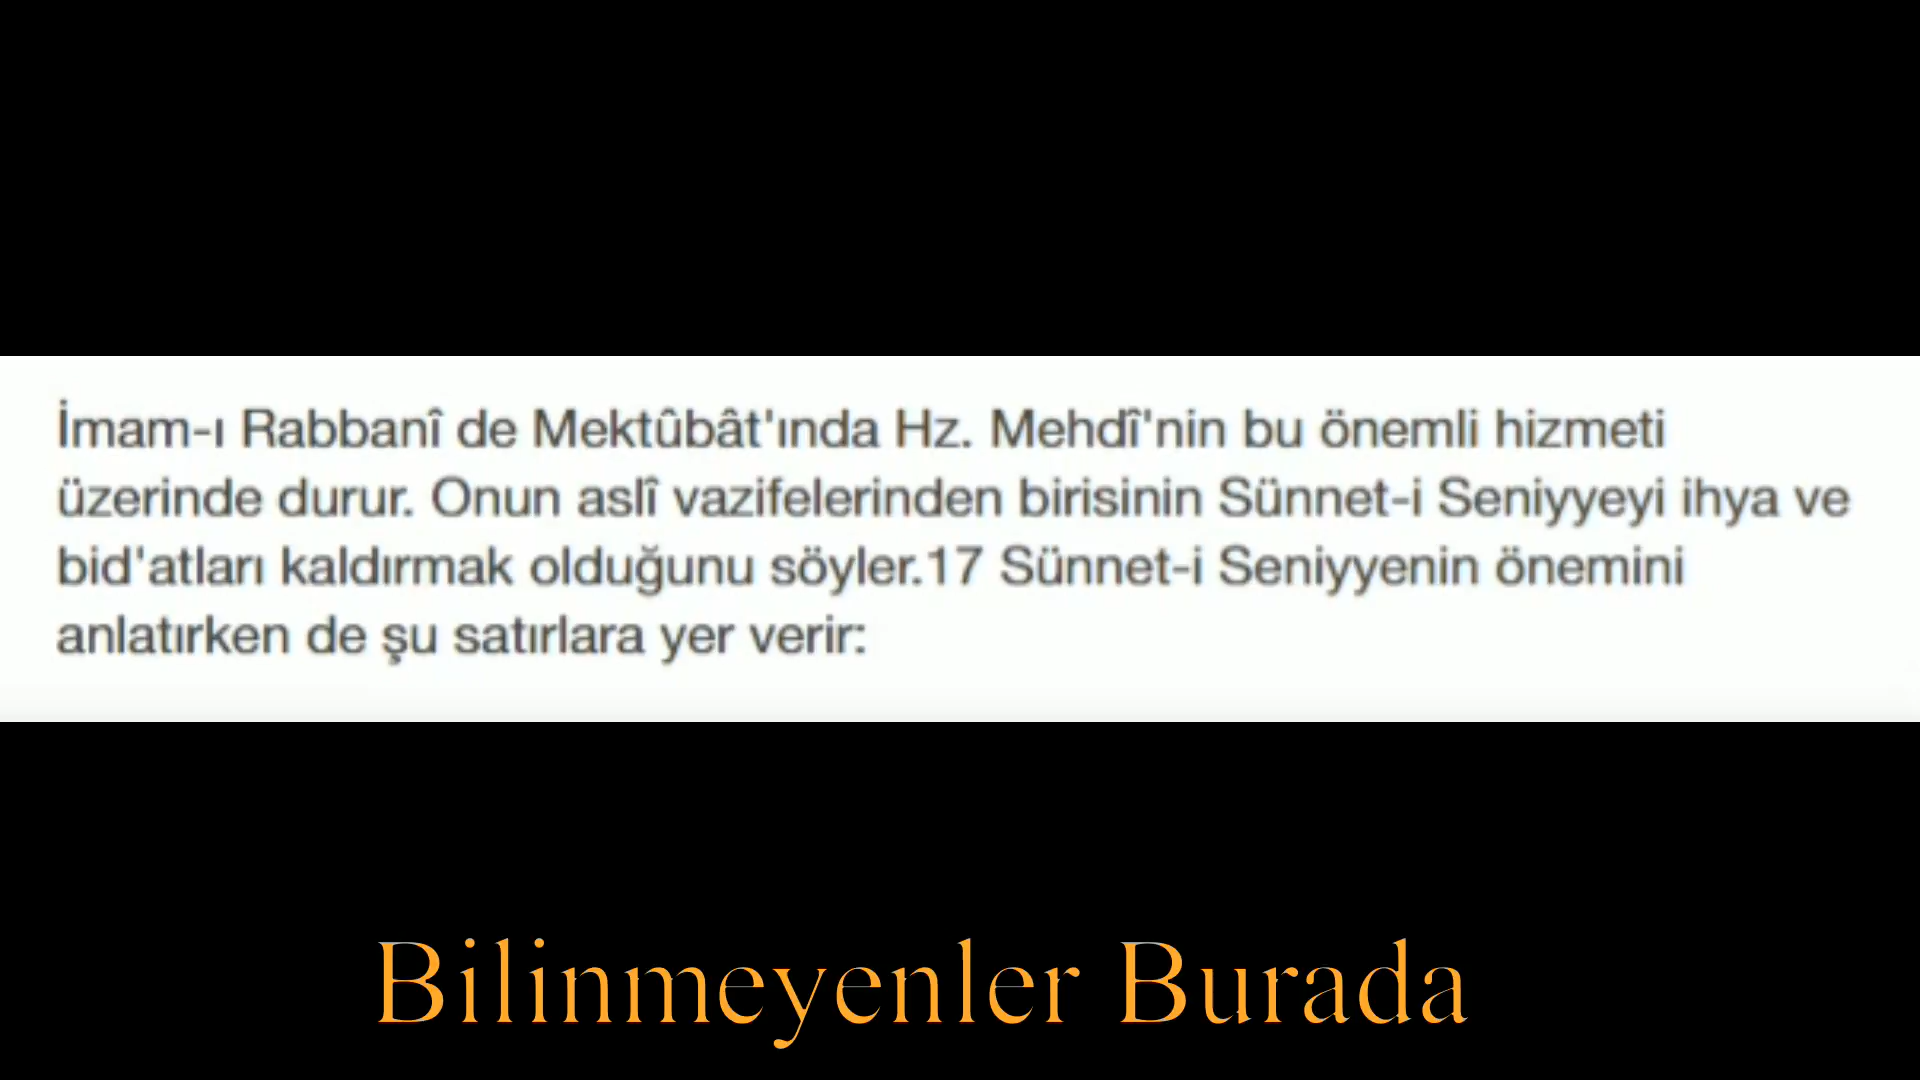 İmam-ı Rabbanî de Mektûbât'ında Hz. Mehdî'nin bu önemli hizmeti
üzerinde durur. Onun aslî vazifelerinden birisinin Sünnet-i Seniyyeyi ihya ve
bid'atları kaldırmak olduğunu söyler.17 Sünnet-i Seniyyenin önemini
anlatırken de şu satırlara yer verir:
Bilinmeyenler Burada